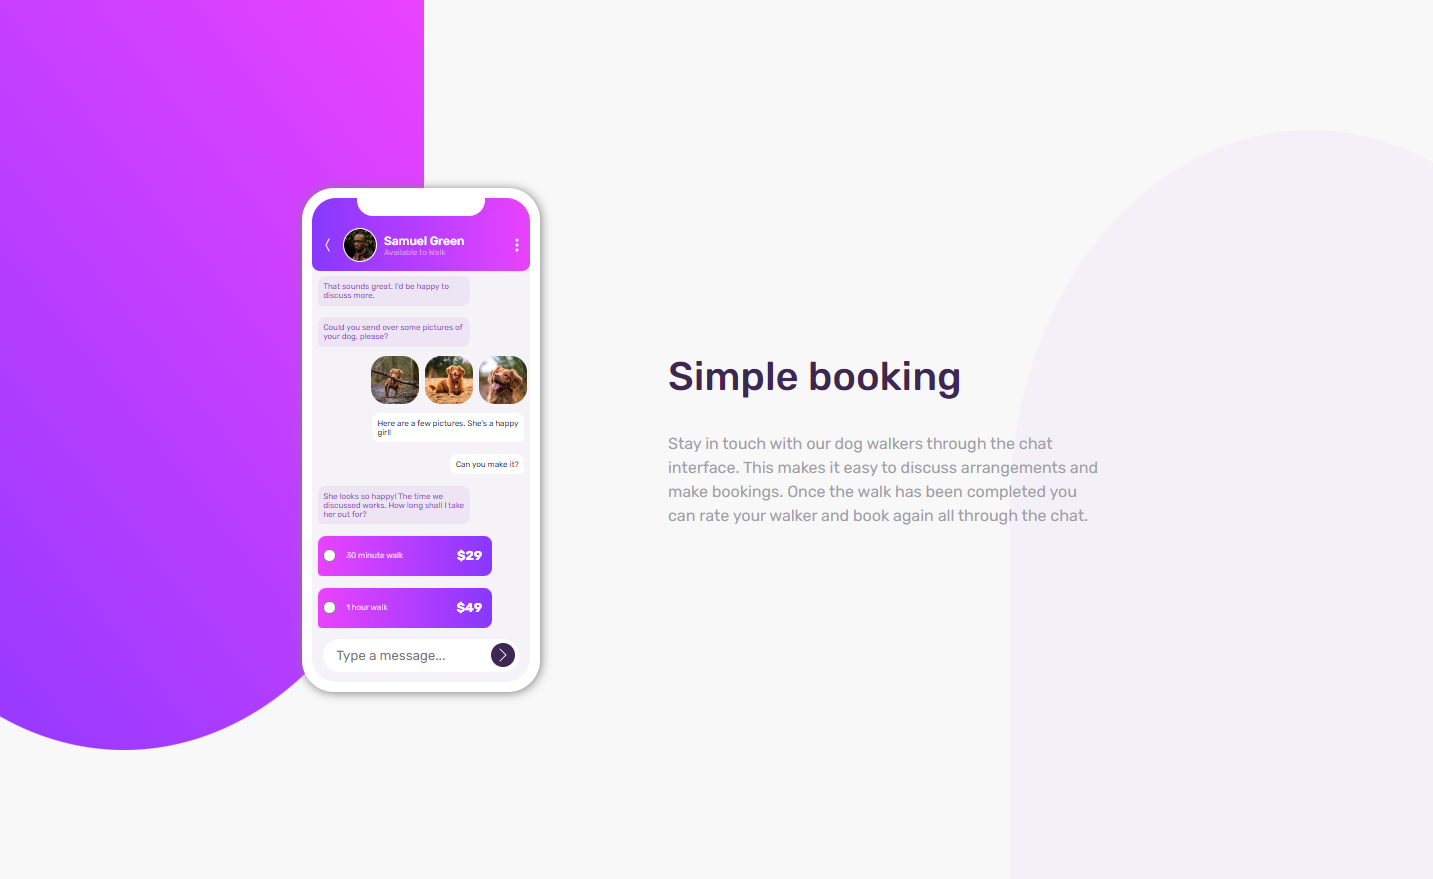 Samuel Green
Available to Walk
That sounds great. I'd be happy to
discuss more.
Could you send over some pictures of
your dog, please?
Here are a few pictures. She's a happy
girl!
Can you make it?
She looks so happy! The time we
discussed works. How long shall I take
her out for?
30 minute walk $29
1 hour walk $49
Type a message...
Simple booking
Stay in touch with our dog walkers through the chat
interface. This makes it easy to discuss arrangements and
make bookings. Once the walk has been completed you
can rate your walker and book again all through the chat.